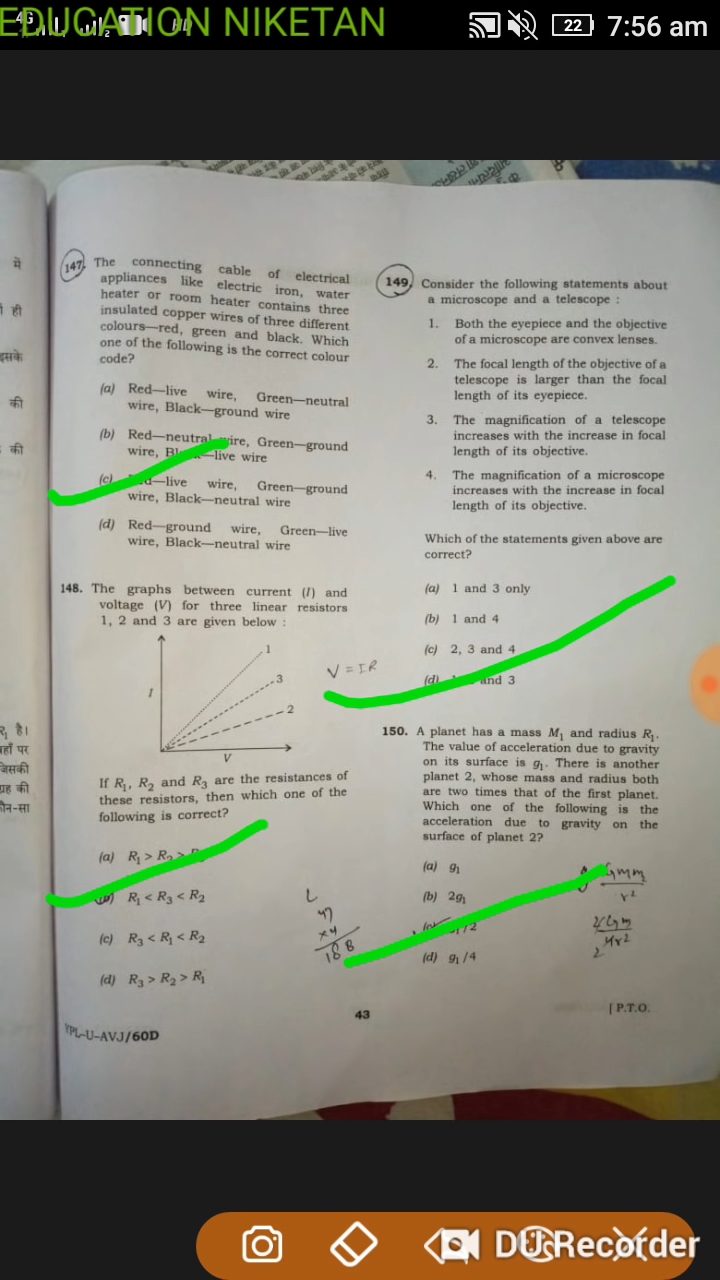 EDUCATION NIKETAN
4G
HD
22
7:56 am
में
ही
इसके
की
की
है।
पर
जिसकी
ग्रह की
कौन-सा
147. The connecting cable of electrical
appliances like electric iron, water
heater or room heater contains three
insulated copper wires of three different
colours—red, green and black. Which
one of the following is the correct colour
code?
(a) Red—live wire, Green—neutral
wire, Black—ground wire
(b) Red—neutral wire, Green—ground
wire, —live wire
(c) —live wire, Green—ground
wire, Black—neutral wire
(d) Red—ground wire, Green—live
wire, Black—neutral wire
148. The graphs between current (I) and
voltage (V) for three linear resistors
1, 2 and 3 are given below :
1
3
2
I
V
V = IR
If R₁, R₂ and R₃ are the resistances of
these resistors, then which one of the
following is correct?
(a) R₁ > R₂ >
(b) R₁ < R₃ < R₂
(c) R₃ < R₁ < R₂
(d) R₃ > R₂ > R₁
47
x4
188
YPL-U-AVJ/60D
149. Consider the following statements about
a microscope and a telescope :
1. Both the eyepiece and the objective
of a microscope are convex lenses.
2. The focal length of the objective of a
telescope is larger than the focal
length of its eyepiece.
3. The magnification of a telescope
increases with the increase in focal
length of its objective.
4. The magnification of a microscope
increases with the increase in focal
length of its objective.
Which of the statements given above are
correct?
(a) 1 and 3 only
(b) 1 and 4
(c) 2, 3 and 4
(d) and 3
150. A planet has a mass M₁ and radius R₁.
The value of acceleration due to gravity
on its surface is g₁. There is another
planet 2, whose mass and radius both
are two times that of the first planet.
Which one of the following is the
acceleration due to gravity on the
surface of planet 2?
(a) g₁
(b) 2g₁
/2
(d) g₁/4
r²
2
43
[ P.T.O.
DU Recorder